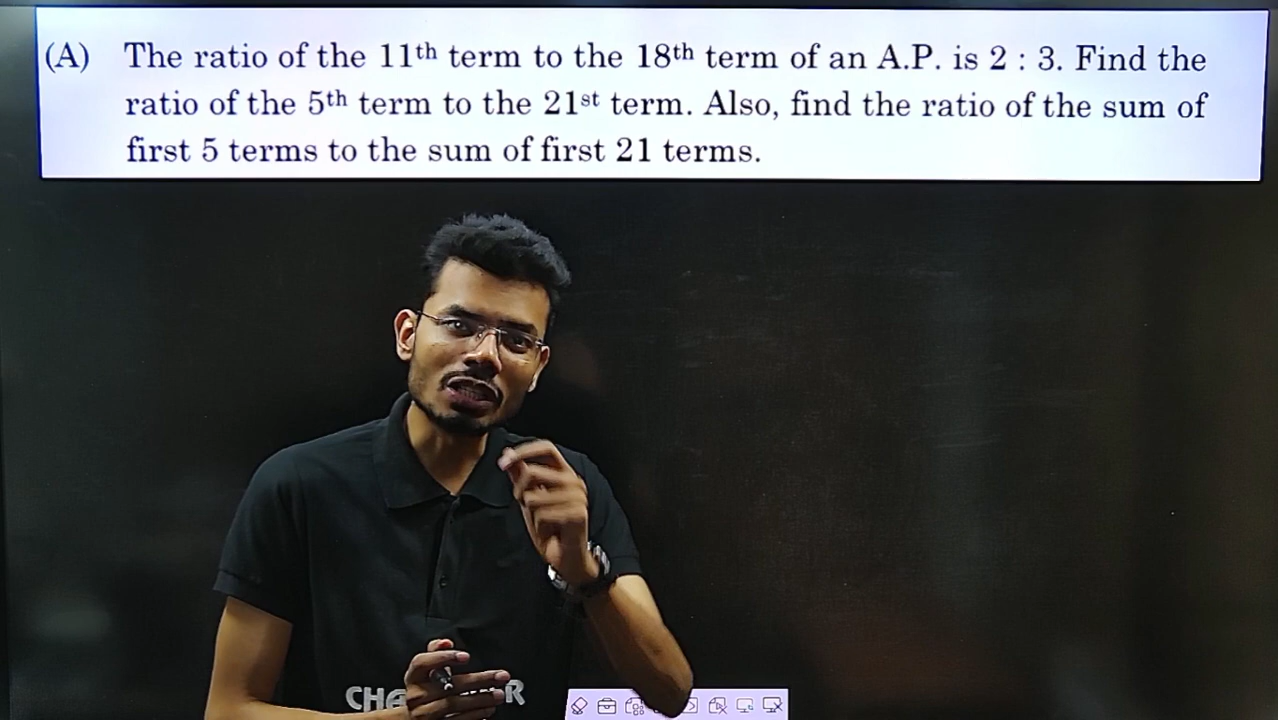 (A) The ratio of the 11th term to the 18th term of an A.P. is 2 : 3. Find the
ratio of the 5th term to the 21st term. Also, find the ratio of the sum of
first 5 terms to the sum of first 21 terms.